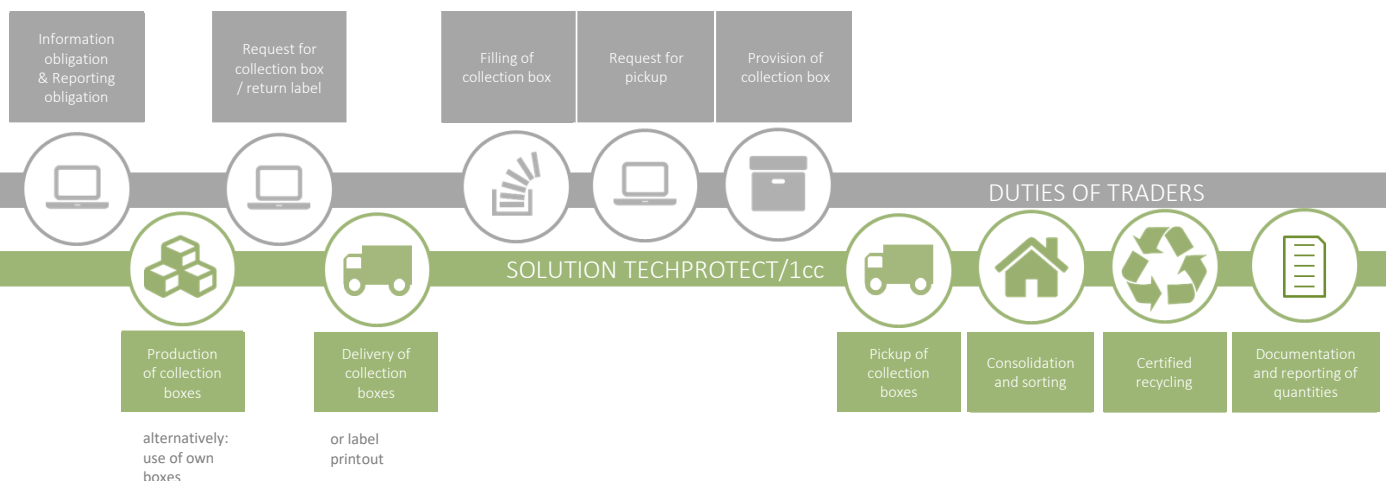 Information
obligation
& Reporting
obligation
Request for
collection box
/ return label
Filling of
collection box
Request for
pickup
Provision of
collection box
DUTIES OF TRADERS
SOLUTION TECHPROTECT/1cc
Production
of collection
boxes
Delivery of
collection
boxes
Pickup of
collection
boxes
Consolidation
and sorting
Certified
recycling
Documentation
and reporting of
quantities
alternatively:
use of own
boxes
or label
printout